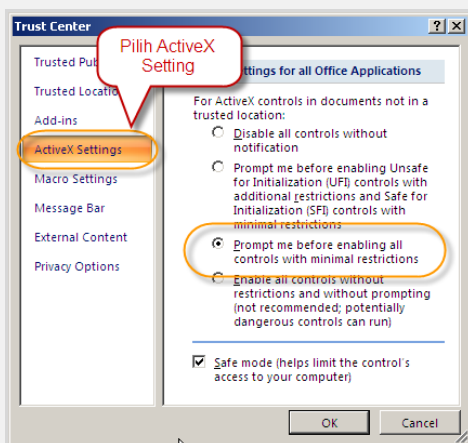 Trust Center
Pilih ActiveX
Setting
Trusted
Trusted
Add-ins
ActiveX Settings
Macro Settings
Message Bar
External Content
Privacy Options
for all Office Applications
For ActiveX controls in documents not in a
trusted location:
Disable all controls without
notification
Prompt me before enabling Unsafe
for Initialization (UFI) controls with
additional restrictions and Safe for
Initialization (SFI) controls with
minimal restrictions
Prompt me before enabling all
controls with minimal restrictions
Enable all controls without
restrictions and without prompting
(not recommended; potentially
dangerous controls can run)
Safe mode (helps limit the control's
access to your computer)
OK
Cancel